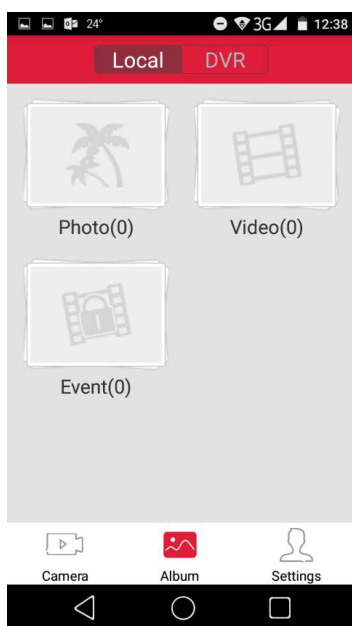 24° 3G 12:38
Local DVR
Photo(0) Video(0)
Event(0)
Camera Album Settings